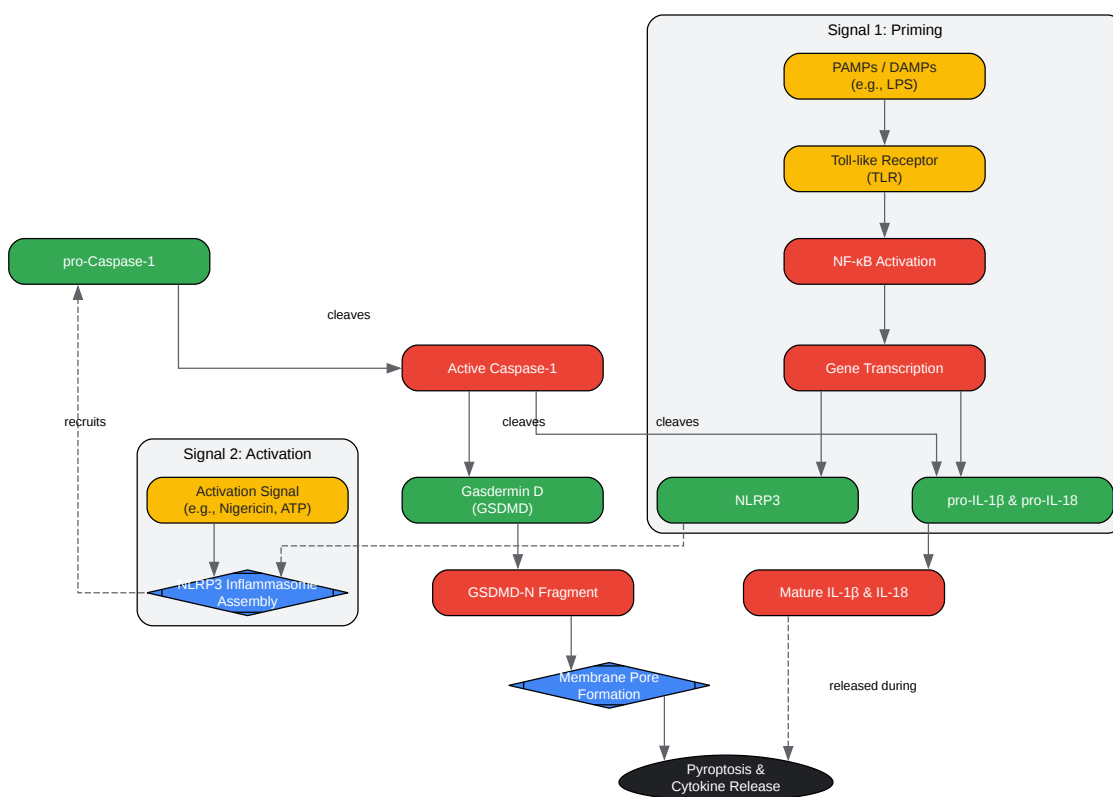 Signal 1: Priming
PAMPs / DAMPs
(e.g., LPS)
Toll-like Receptor
(TLR)
pro-Caspase-1
NF-κB Activation
cleaves
Active Caspase-1
Gene Transcription
recruits
cleaves
cleaves
Signal 2: Activation
Activation Signal
(e.g., Nigericin, ATP)
Gasdermin D
(GSDMD)
NLRP3
pro-IL-1β & pro-IL-18
NLRP3 Inflammasome
Assembly
GSDMD-N Fragment
Mature IL-1β & IL-18
Membrane Pore
Formation
released during
Pyroptosis &
Cytokine Release